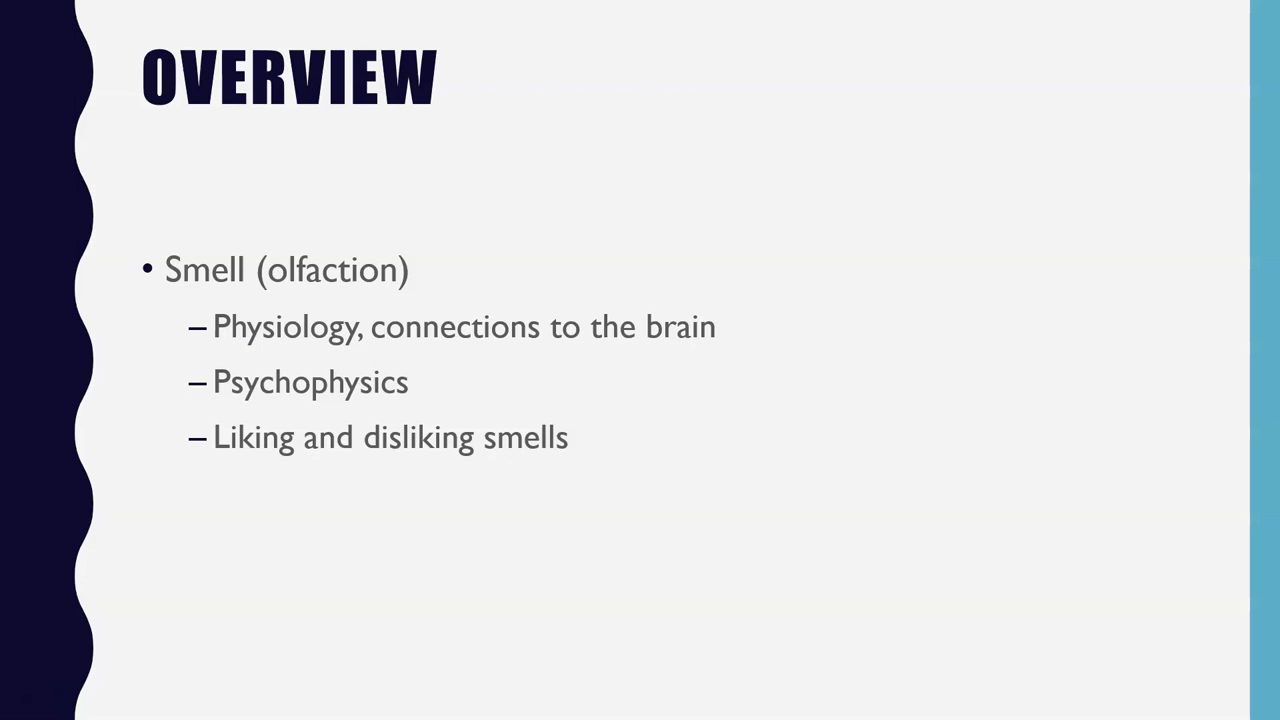 OVERVIEW
• Smell (olfaction)
– Physiology, connections to the brain
– Psychophysics
– Liking and disliking smells